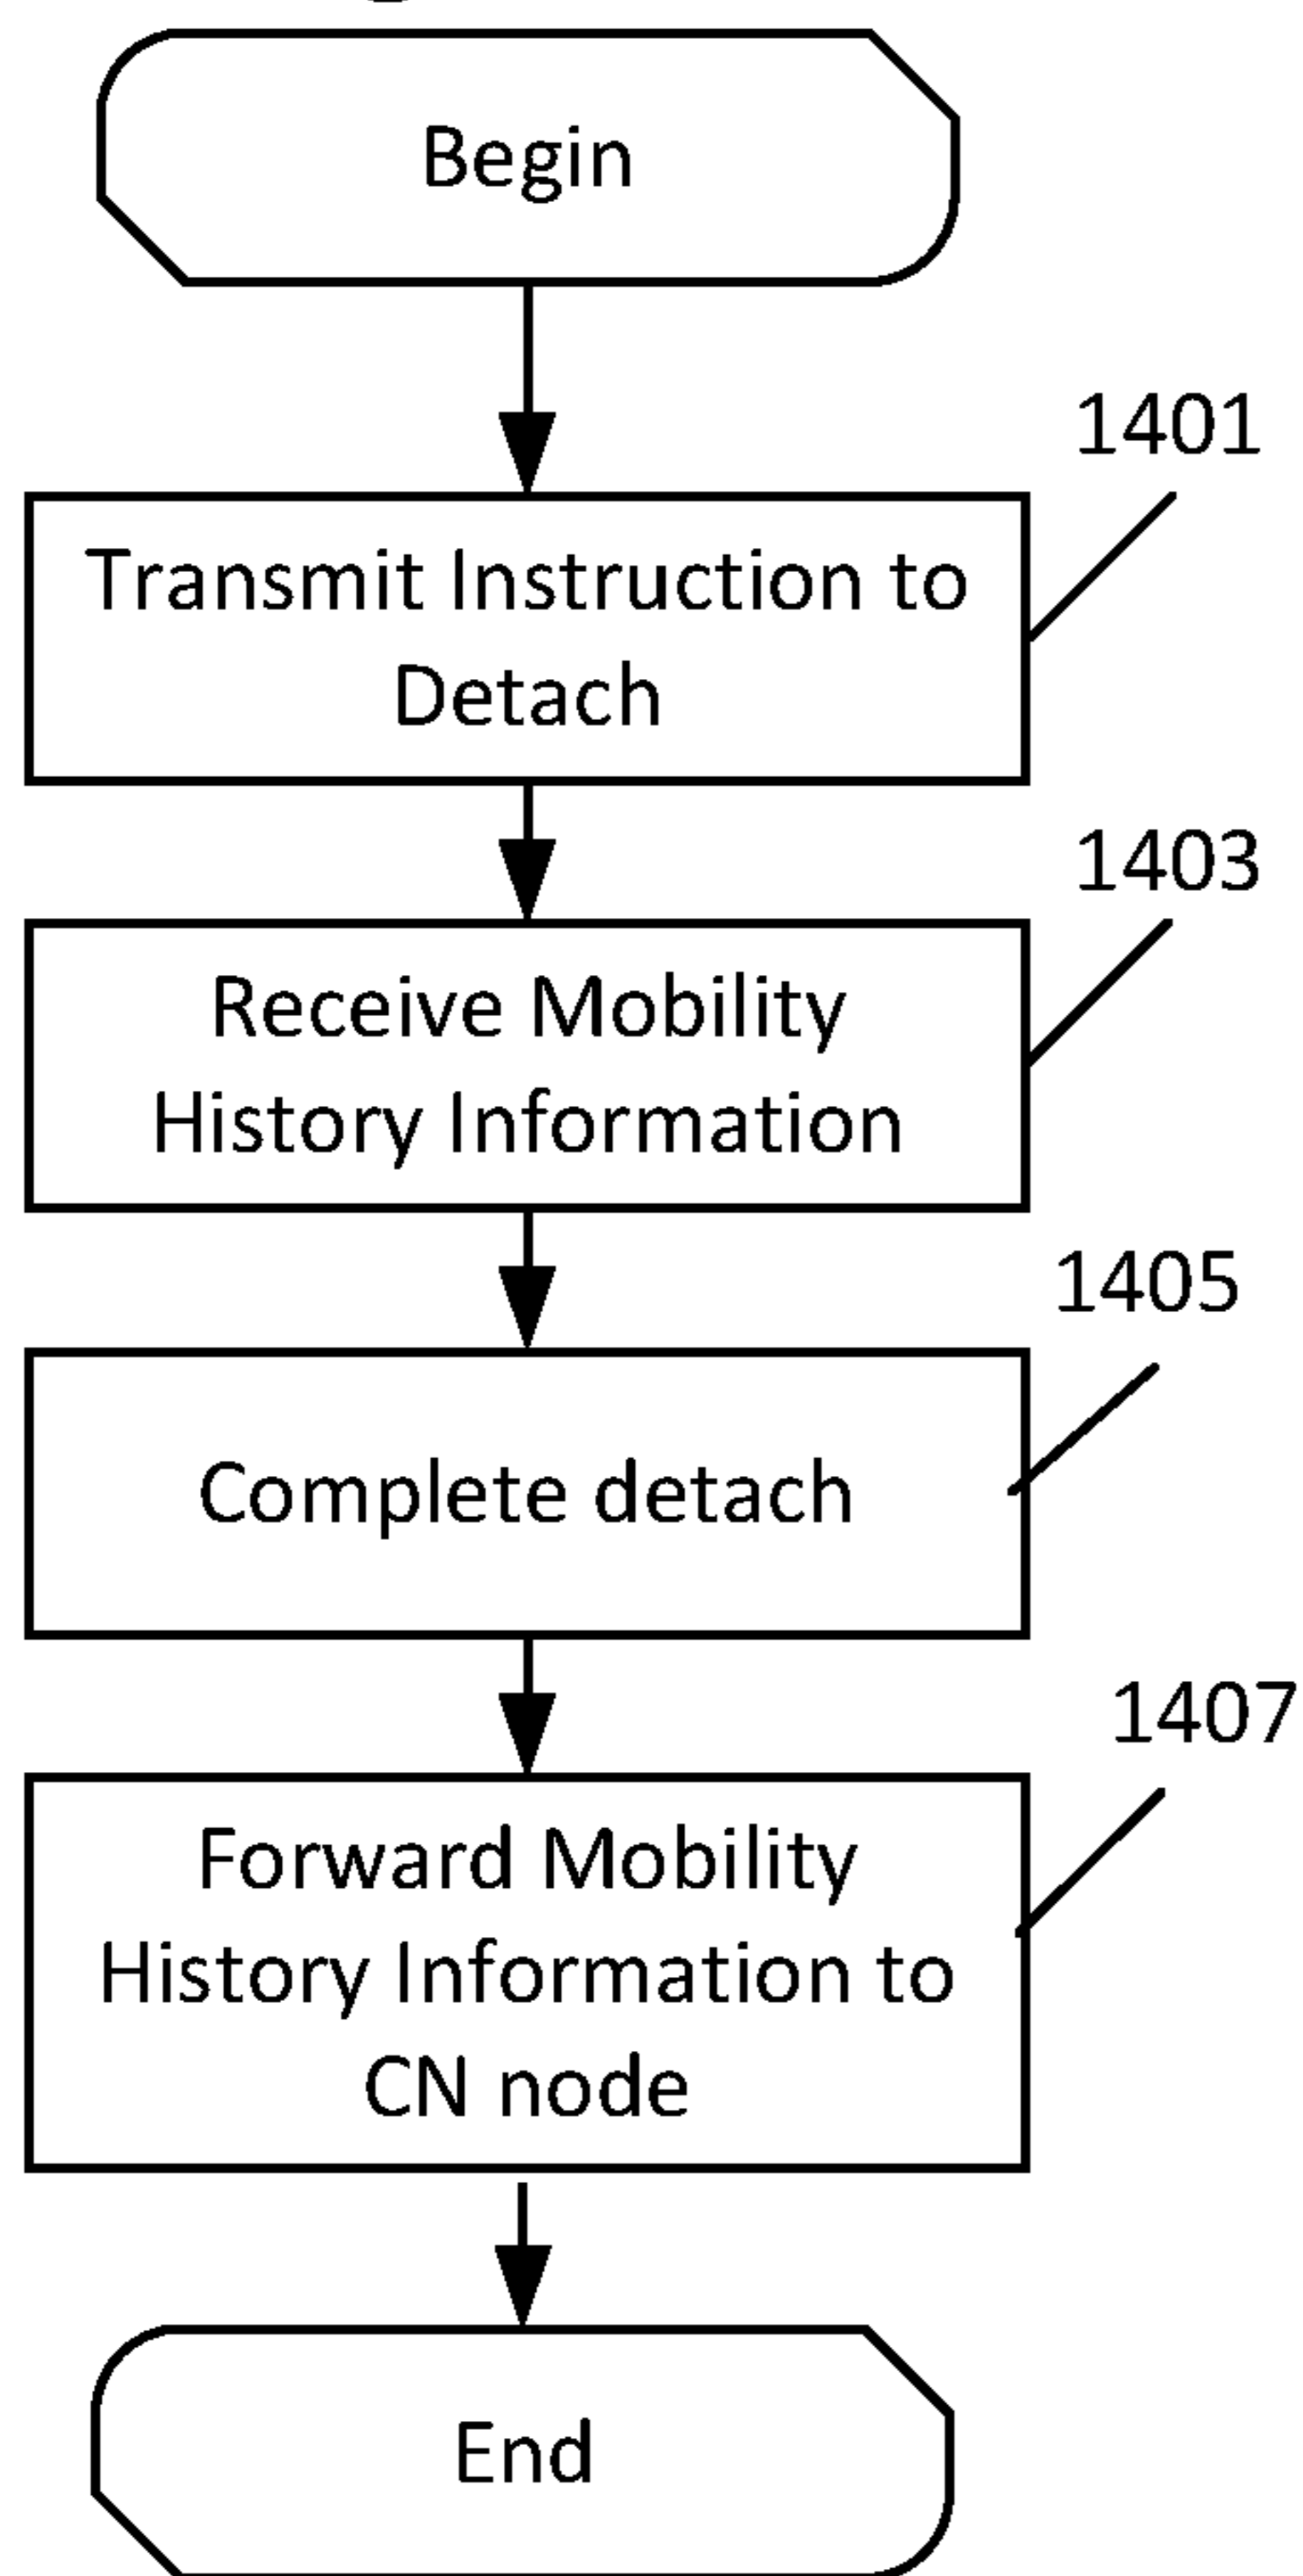 Begin
1401
Transmit Instruction to
Detach
1403
Receive Mobility
History Information
1405
Complete detach
1407
Forward Mobility
History Information to
CN node
End